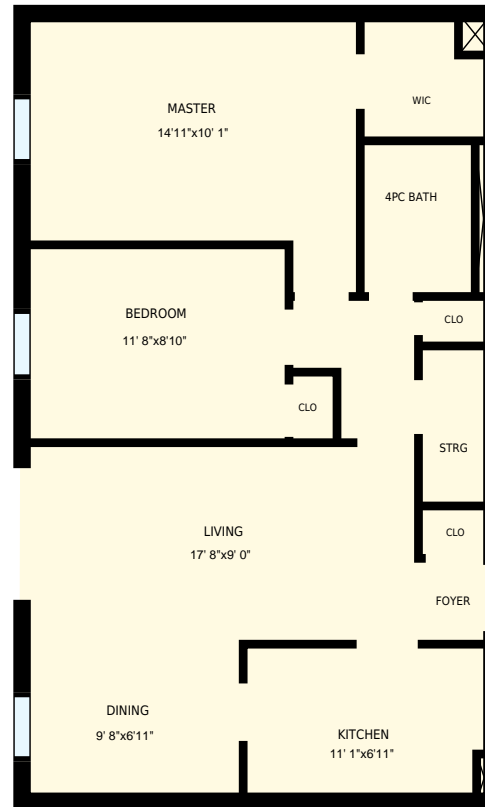 MASTER
14'11"x10' 1"
WIC
4PC BATH
BEDROOM
11' 8"x8'10"
CLO
CLO
STRG
LIVING
17' 8"x9' 0"
CLO
FOYER
DINING
9' 8"x6'11"
KITCHEN
11' 1"x6'11"